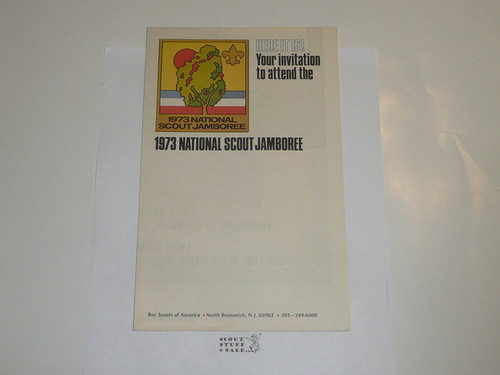 HERE IT IS!
Your invitation
to attend the
1973 NATIONAL
SCOUT JAMBOREE
1973 NATIONAL SCOUT JAMBOREE
Boy Scouts of America • North Brunswick, N.J. 08902 • 201-249-6000
SCOUT
STUFF
4 SALE...